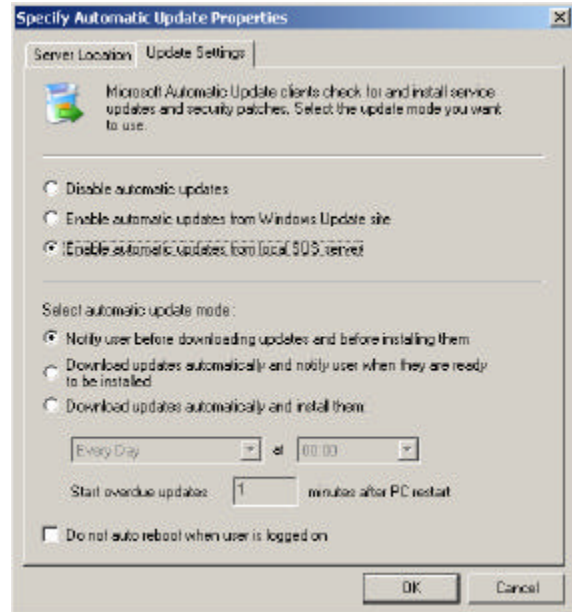 Specify Automatic Update Properties
Server Location
Update Settings
Microsoft Automatic Update clients check for and install service
updates and security patches. Select the update mode you want
to use.
Disable automatic updates
Enable automatic updates from Windows Update site
Enable automatic updates from local SUS server
Select automatic update mode:
Notify user before downloading updates and before installing them
Download updates automatically and notify user when they are ready
to be installed
Download updates automatically and install them:
Every Day at 00:00
Start overdue updates 1 minutes after PC restart
Do not auto reboot when user is logged on
OK Cancel